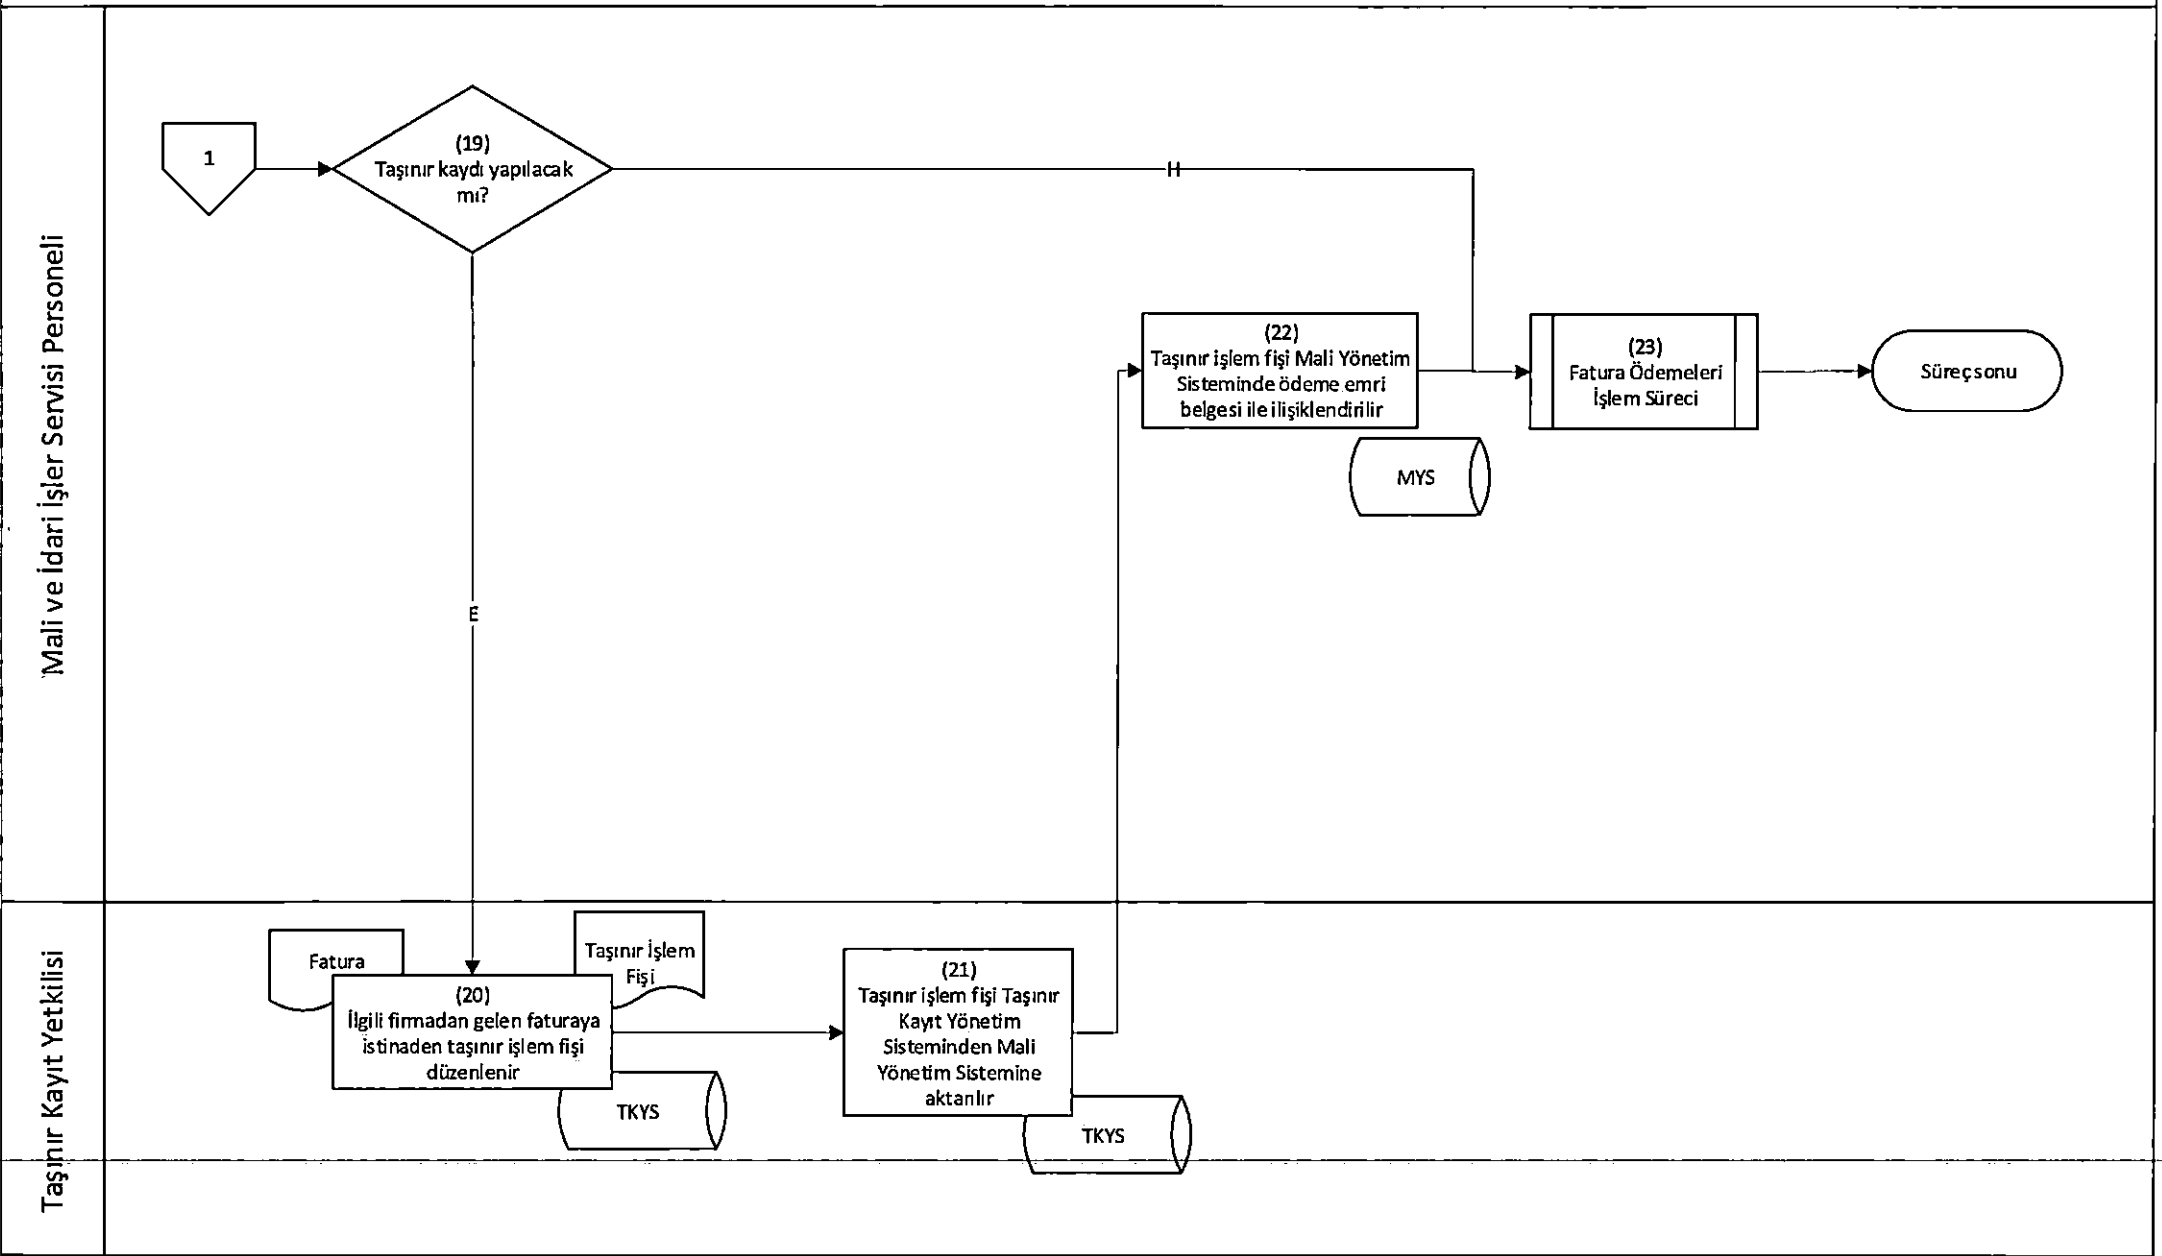 Mali ve İdari İşler Servisi Personeli
1
(19)
Taşınır kaydı yapılacak
mı?
H
E
(22)
Taşınır işlem fişi Mali Yönetim
Sisteminde ödeme emri
belgesi ile ilişiklendirilir
MYS
(23)
Fatura Ödemeleri
İşlem Süreci
Süreç sonu
Taşınır Kayıt Yetkilisi
Fatura
Taşınır İşlem
Fişi
(20)
İlgili firmadan gelen faturaya
istinaden taşınır işlem fişi
düzenlenir
TKYS
(21)
Taşınır işlem fişi Taşınır
Kayıt Yönetim
Sisteminden Mali
Yönetim Sistemine
aktarılır
TKYS